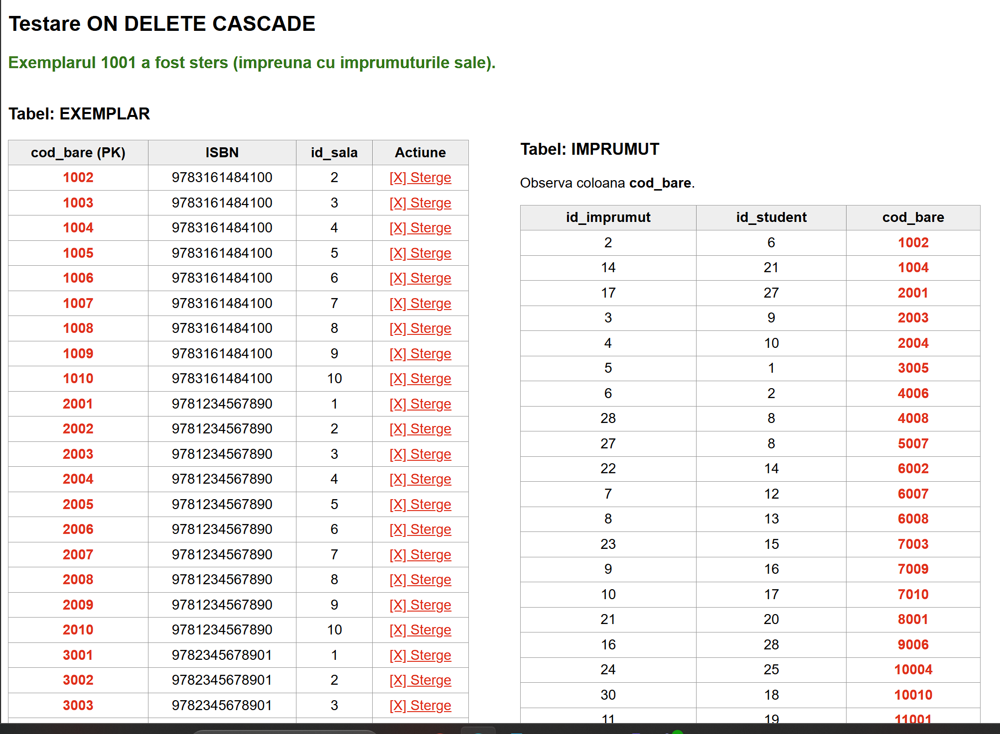 Testare ON DELETE CASCADE
Exemplarul 1001 a fost sters (impreuna cu imprumuturile sale).
Tabel: EXEMPLAR
cod_bare (PK) ISBN id_sala Actiune
1002 9783161484100 2 [X] Sterge
1003 9783161484100 3 [X] Sterge
1004 9783161484100 4 [X] Sterge
1005 9783161484100 5 [X] Sterge
1006 9783161484100 6 [X] Sterge
1007 9783161484100 7 [X] Sterge
1008 9783161484100 8 [X] Sterge
1009 9783161484100 9 [X] Sterge
1010 9783161484100 10 [X] Sterge
2001 9781234567890 1 [X] Sterge
2002 9781234567890 2 [X] Sterge
2003 9781234567890 3 [X] Sterge
2004 9781234567890 4 [X] Sterge
2005 9781234567890 5 [X] Sterge
2006 9781234567890 6 [X] Sterge
2007 9781234567890 7 [X] Sterge
2008 9781234567890 8 [X] Sterge
2009 9781234567890 9 [X] Sterge
2010 9781234567890 10 [X] Sterge
3001 9782345678901 1 [X] Sterge
3002 9782345678901 2 [X] Sterge
3003 9782345678901 3 [X] Sterge
Tabel: IMPRUMUT
Observa coloana cod_bare.
id_imprumut id_student cod_bare
2 6 1002
14 21 1004
17 27 2001
3 9 2003
4 10 2004
5 1 3005
6 2 4006
28 8 4008
27 8 5007
22 14 6002
7 12 6007
8 13 6008
23 15 7003
9 16 7009
10 17 7010
21 20 8001
16 28 9006
24 25 10004
30 18 10010
11 19 11001